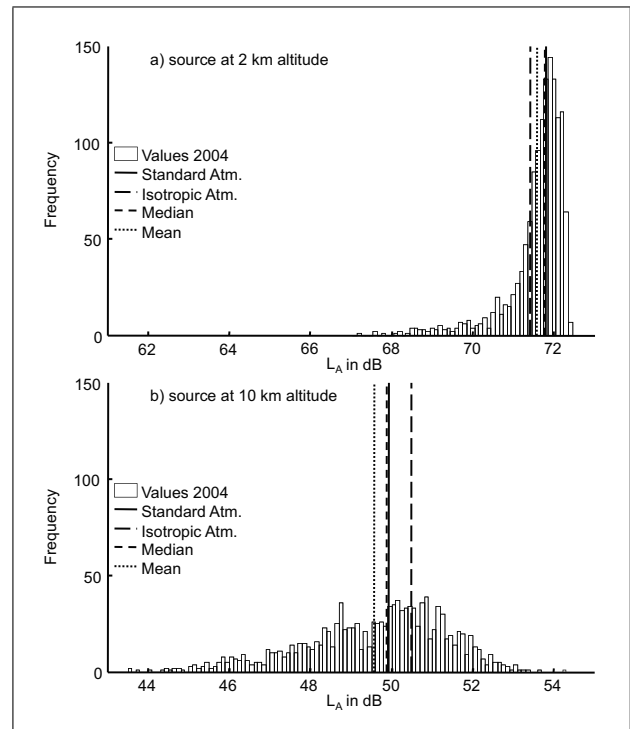 150
a) source at 2 km altitude
100
Values 2004
Standard Atm.
Isotropic Atm.
Median
Mean
50
0
Frequency
62 64 66 68 70 72
L_A in dB
150
b) source at 10 km altitude
100
Values 2004
Standard Atm.
Isotropic Atm.
Median
Mean
50
0
Frequency
44 46 48 50 52 54
L_A in dB